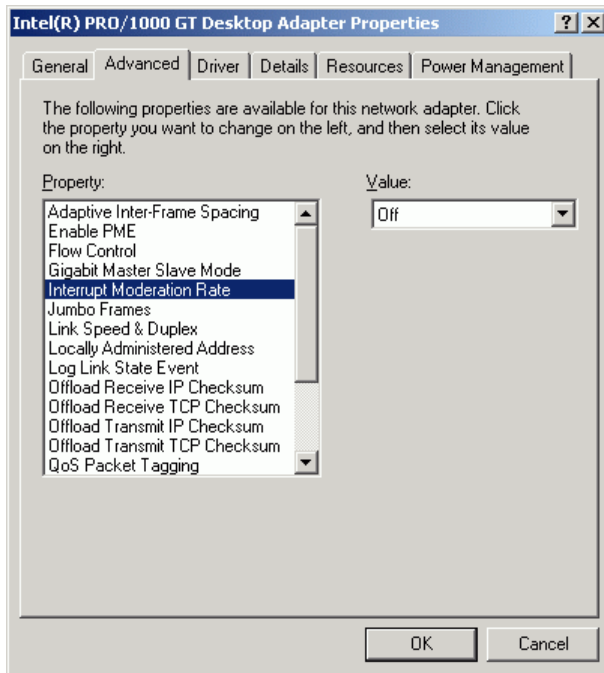 Intel(R) PRO/1000 GT Desktop Adapter Properties
General Advanced Driver Details Resources Power Management
The following properties are available for this network adapter. Click
the property you want to change on the left, and then select its value
on the right.
Property:
Value:
Adaptive Inter-Frame Spacing
Enable PME
Flow Control
Gigabit Master Slave Mode
Interrupt Moderation Rate
Jumbo Frames
Link Speed & Duplex
Locally Administered Address
Log Link State Event
Offload Receive IP Checksum
Offload Receive TCP Checksum
Offload Transmit IP Checksum
Offload Transmit TCP Checksum
QoS Packet Tagging
Off
OK Cancel